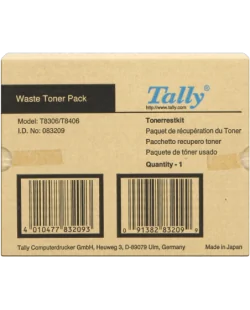 Waste Toner Pack
Tally®
http://www.tally.com
Model: T8306/T8406
I.D. No: 083209
Tonerrestkit
Paquet de récupération du Toner
Pacchetto recupero toner
Paquete de toner usado
Quantity - 1
4 010477 832093
0 91382 83209 9
Tally Computerdrucker GmbH, Heuweg 3, D-89079 Ulm, Germany
Made in Japan